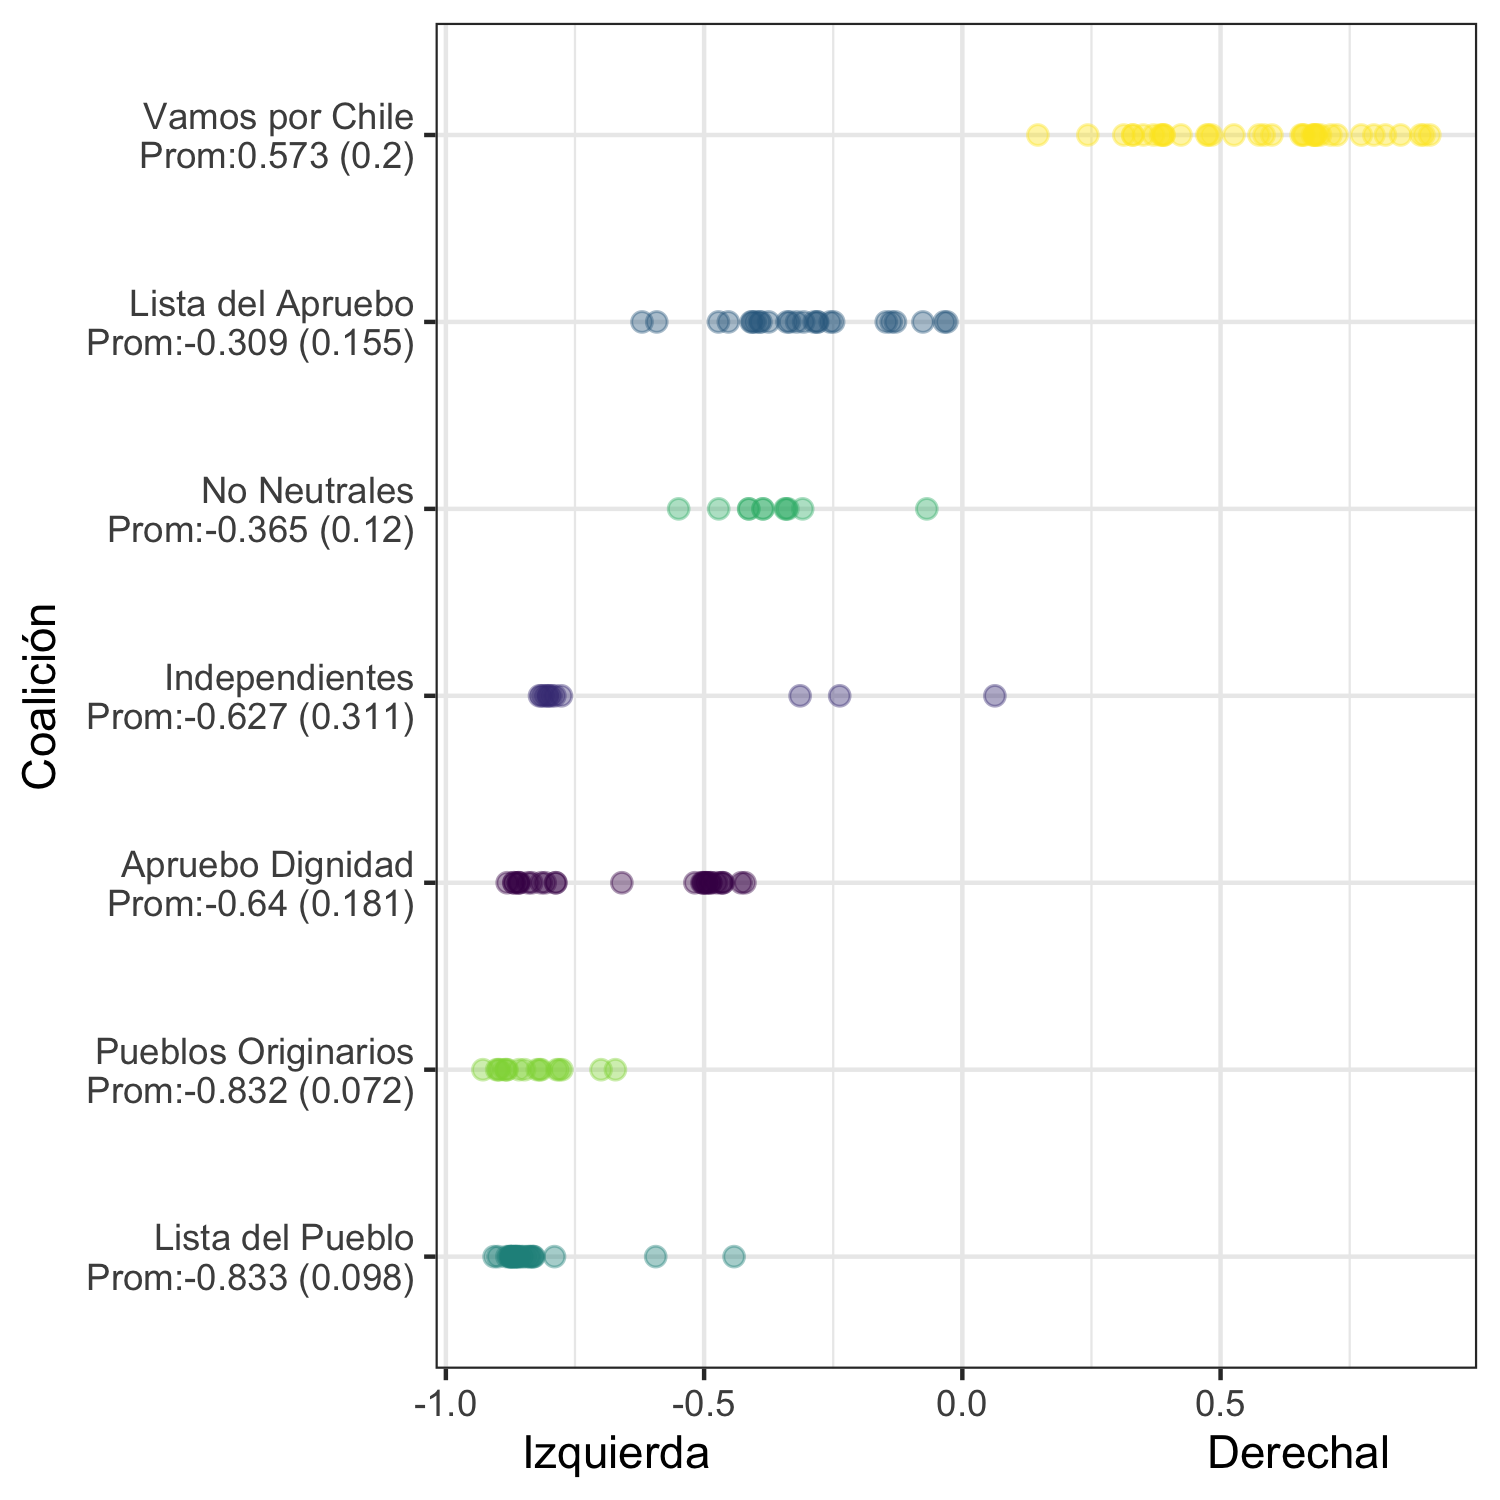 Vamos por Chile
Prom:0.573 (0.2)
Lista del Apruebo
Prom:-0.309 (0.155)
No Neutrales
Prom:-0.365 (0.12)
Independientes
Prom:-0.627 (0.311)
Apruebo Dignidad
Prom:-0.64 (0.181)
Pueblos Originarios
Prom:-0.832 (0.072)
Lista del Pueblo
Prom:-0.833 (0.098)
Coalición
-1.0 -0.5 0.0 0.5
Izquierda Derechal